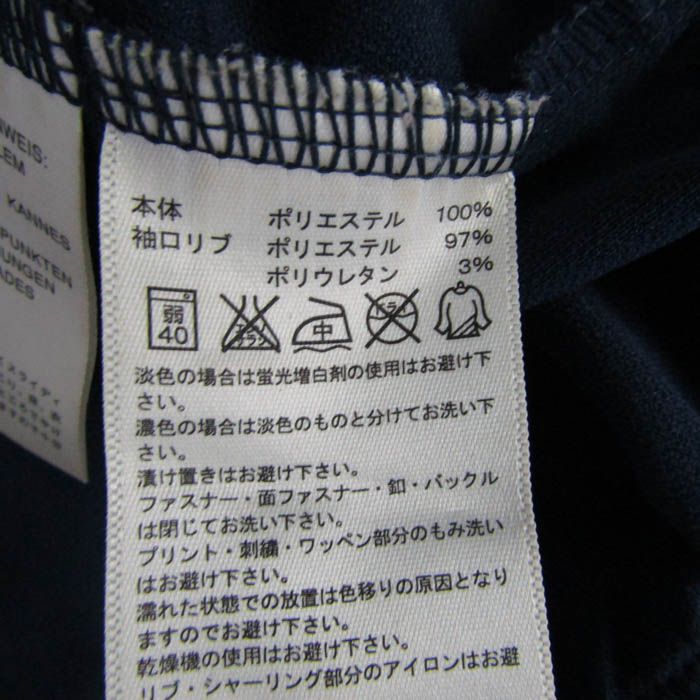 NWEIS:
LEM
KANNES
PUNKTEN
UNGEN
ADES
本体 ポリエステル 100%
袖口リブ ポリエステル 97%
ポリウレタン 3%
弱 40 エンソサラシ 中 ドライ
淡色の場合は蛍光増白剤の使用はお避け下
さい。
濃色の場合は淡色のものと分けてお洗い下
さい。
漬け置きはお避け下さい。
ファスナー・面ファスナー・釦・バックル
は閉じてお洗い下さい。
プリント・刺繍・ワッペン部分のもみ洗い
はお避け下さい。
濡れた状態での放置は色移りの原因となり
ますのでお避け下さい。
乾燥機の使用はお避け下さい。
リブ・シャーリング部分のアイロンはお避